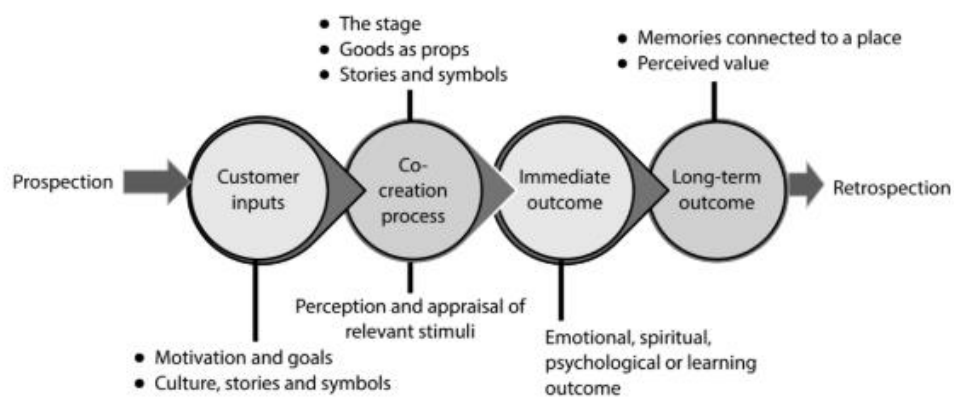 ● The stage
● Goods as props
● Stories and symbols
● Memories connected to a place
● Perceived value
Prospection
Customer
inputs
Co-
creation
process
Immediate
outcome
Long-term
outcome
Retrospection
Perception and appraisal of
relevant stimuli
● Motivation and goals
● Culture, stories and symbols
Emotional, spiritual,
psychological or learning
outcome